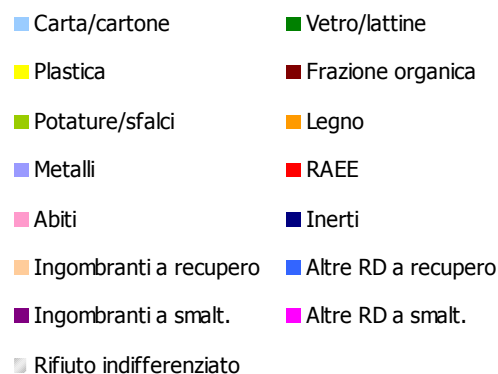 Carta/cartone
Vetro/lattine
Plastica
Frazione organica
Potature/sfalci
Legno
Metalli
RAEE
Abiti
Inerti
Ingombranti a recupero
Altre RD a recupero
Ingombranti a smalt.
Altre RD a smalt.
Rifiuto indifferenziato